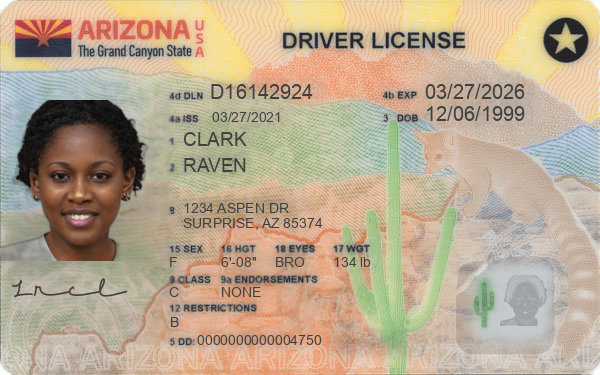 ARIZONA USA
The Grand Canyon State
DRIVER LICENSE
4d DLN D16142924
4b EXP 03/27/2026
4a ISS 03/27/2021
3 DOB 12/06/1999
1 CLARK
2 RAVEN
8 1234 ASPEN DR
SURPRISE, AZ 85374
15 SEX 16 HGT 18 EYES 17 WGT
F 6'-08" BRO 134 lb
9 CLASS 9a ENDORSEMENTS
C NONE
12 RESTRICTIONS
B
5 DD: 0000000000004750
ARIZONA ARIZONA ARIZONA ARIZONA